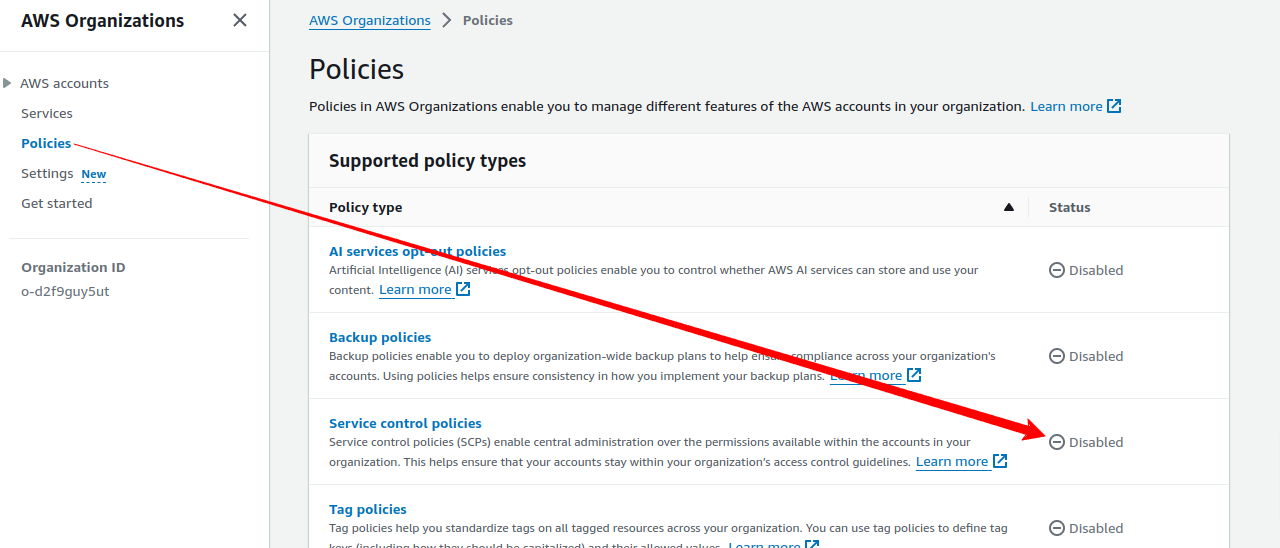 AWS Organizations
AWS accounts
Services
Policies
Settings New
Get started
Organization ID
o-d2f9guy5ut
AWS Organizations > Policies
Policies
Policies in AWS Organizations enable you to manage different features of the AWS accounts in your organization. Learn more
Supported policy types
Policy type Status
AI services opt-out policies
Artificial Intelligence (AI) services opt-out policies enable you to control whether AWS AI services can store and use your
content. Learn more
Disabled
Backup policies
Backup policies enable you to deploy organization-wide backup plans to help ensure compliance across your organization's
accounts. Using policies helps ensure consistency in how you implement your backup plans. Learn more
Disabled
Service control policies
Service control policies (SCPs) enable central administration over the permissions available within the accounts in your
organization. This helps ensure that your accounts stay within your organization's access control guidelines. Learn more
Disabled
Tag policies
Tag policies help you standardize tags on all tagged resources across your organization. You can use tag policies to define tag
keys (including how they should be capitalized) and their allowed values. Learn more
Disabled